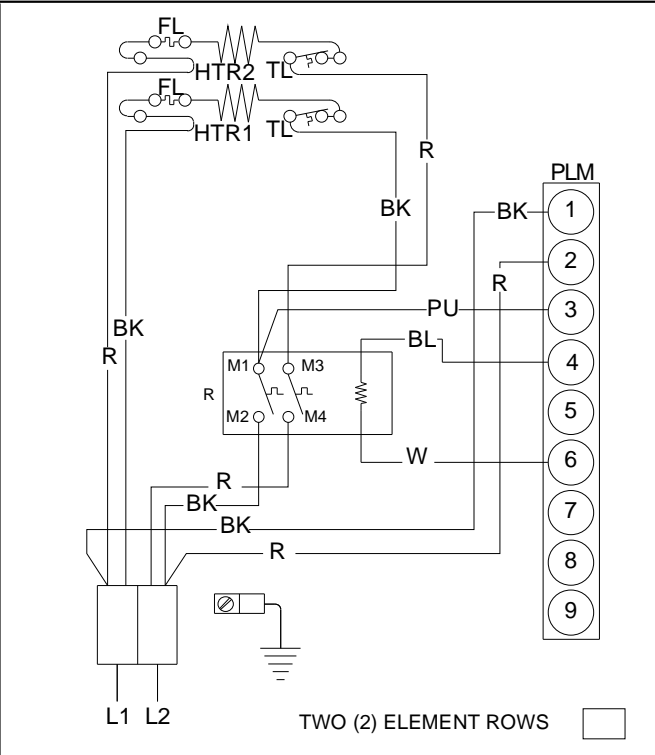 FL
HTR2 TL
FL
HTR1 TL
R
PLM
BK
BK 1
R 2
PU 3
BK
R
BL 4
M1 M3
R
M2 M4
5
W 6
R
BK
BK
7
R
8
9
L1 L2
TWO (2) ELEMENT ROWS